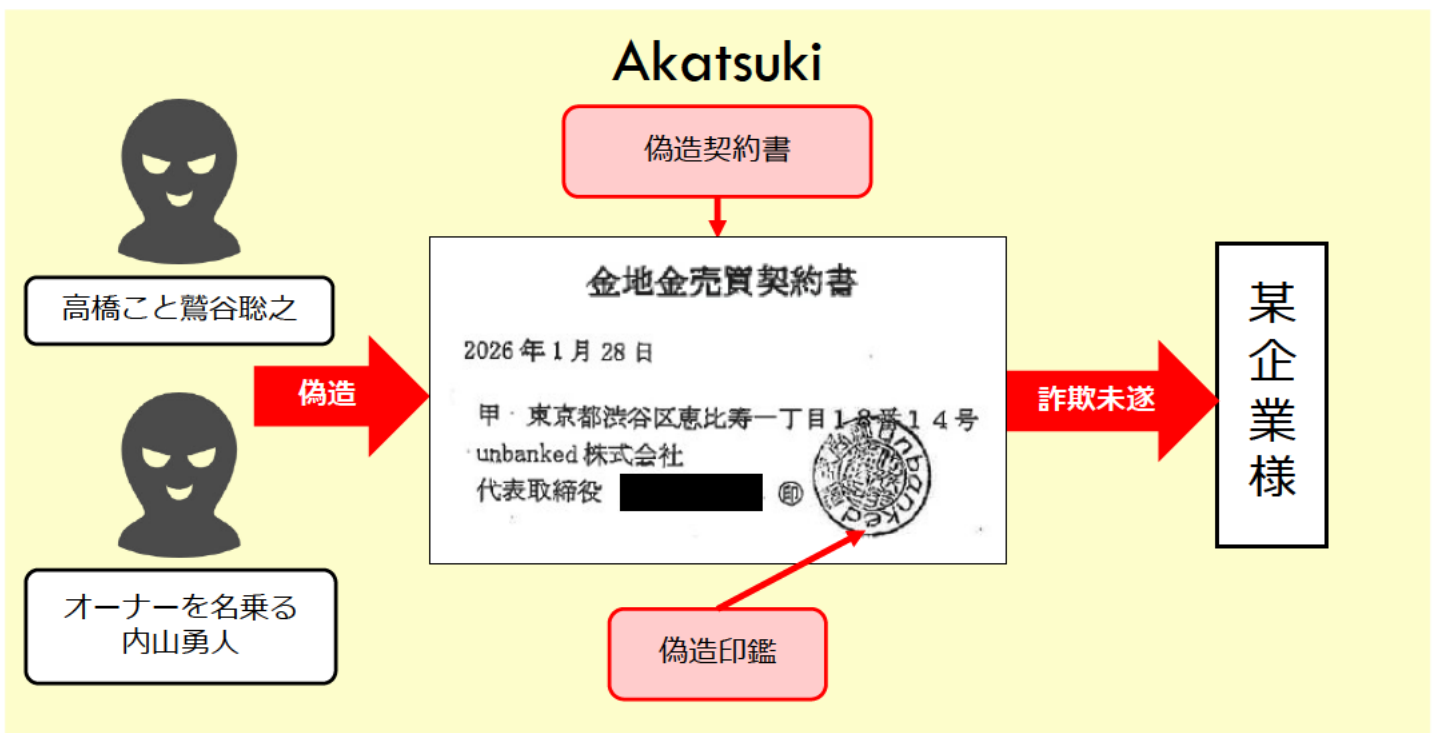 Akatsuki
偽造契約書
高橋こと鷲谷聡之
偽造
オーナーを名乗る
内山勇人
金地金売買契約書
2026年1月28日
甲 東京都渋谷区恵比寿一丁目18番14号
unbanked株式会社
代表取締役 ㊞
unbanked
偽造印鑑
詐欺未遂
某企業様